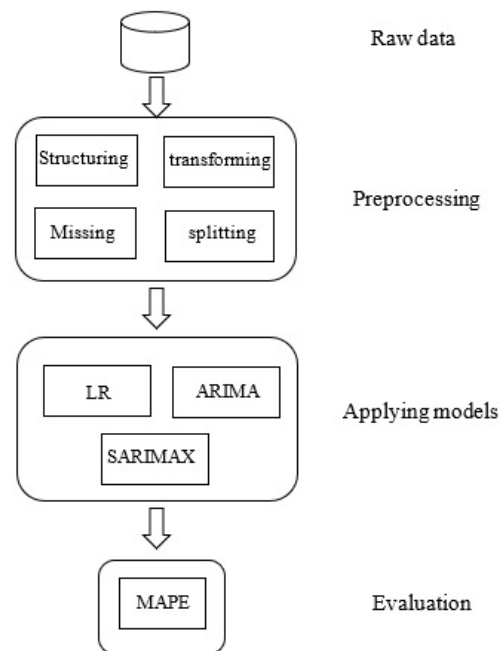 Raw data
Structuring
transforming
Missing
splitting
Preprocessing
LR
ARIMA
SARIMAX
Applying models
MAPE
Evaluation